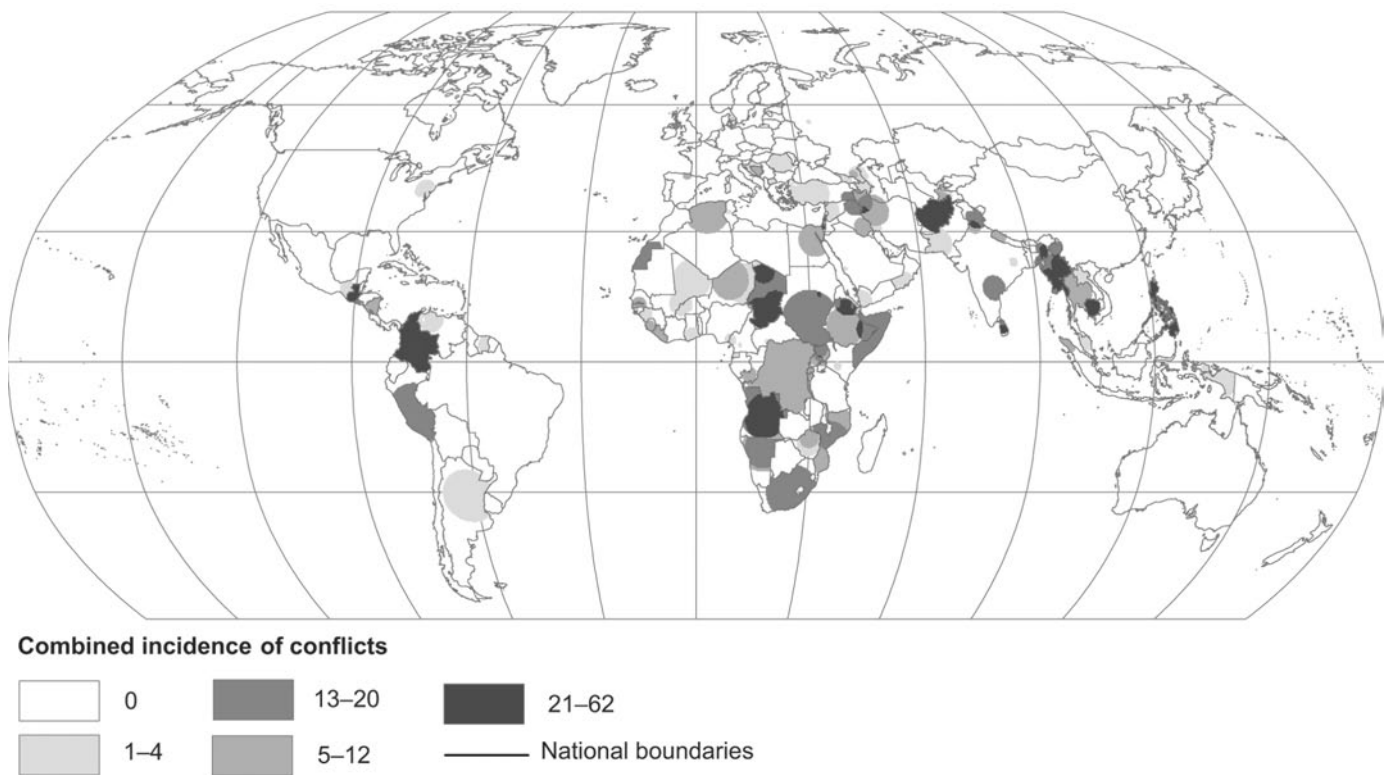 Combined incidence of conflicts
0
13–20
21–62
1–4
5–12
National boundaries